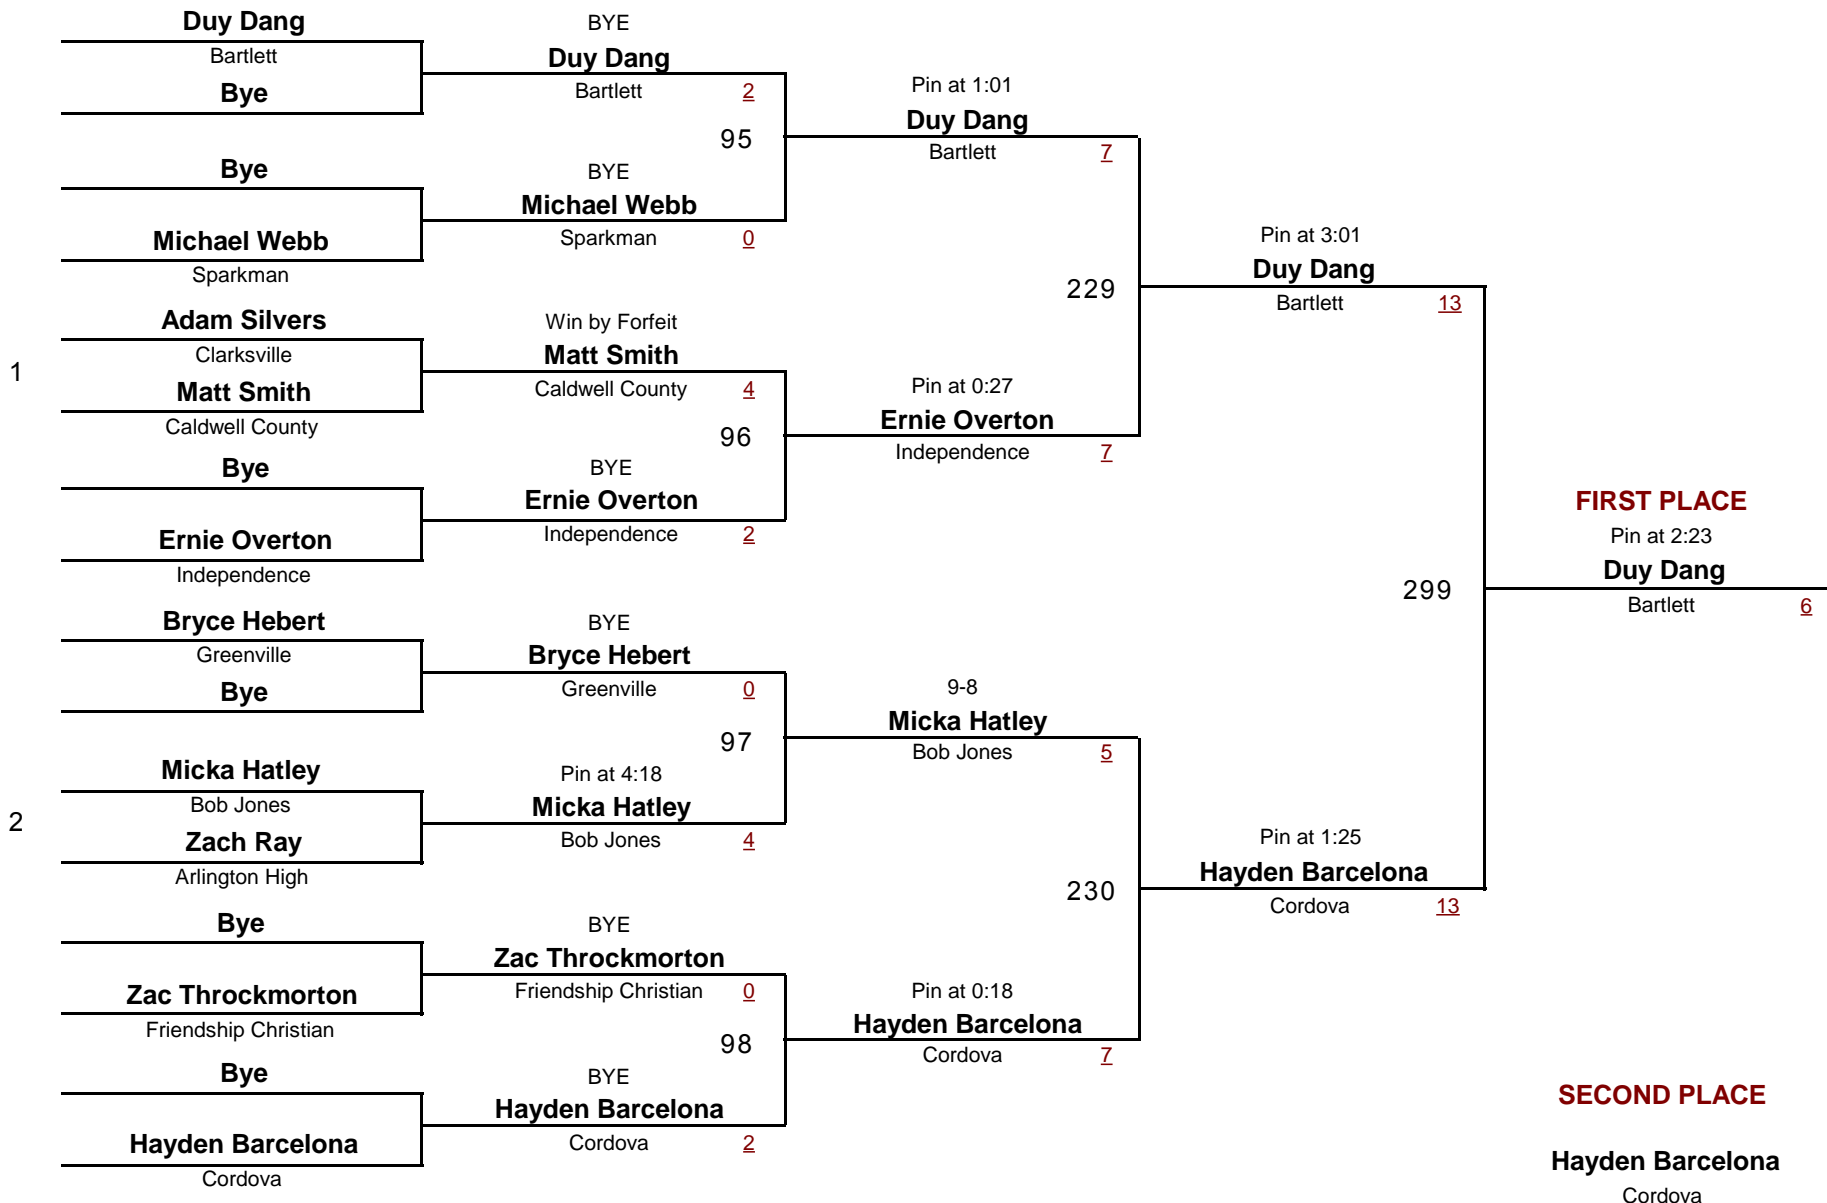 Duy Dang
Bartlett
Bye
Bye
Michael Webb
Sparkman
1
Adam Silvers
Clarksville
Matt Smith
Caldwell County
Bye
Ernie Overton
Independence
Bryce Hebert
Greenville
Bye
2
Micka Hatley
Bob Jones
Zach Ray
Arlington High
Bye
Zac Throckmorton
Friendship Christian
Bye
Hayden Barcelona
Cordova
BYE
Duy Dang
Bartlett 2
95
BYE
Michael Webb
Sparkman 0
Win by Forfeit
Matt Smith
Caldwell County 4
96
BYE
Ernie Overton
Independence 2
BYE
Bryce Hebert
Greenville 0
97
Pin at 4:18
Micka Hatley
Bob Jones 4
BYE
Zac Throckmorton
Friendship Christian 0
98
BYE
Hayden Barcelona
Cordova 2
Pin at 1:01
Duy Dang
Bartlett 7
229
Pin at 0:27
Ernie Overton
Independence 7
9-8
Micka Hatley
Bob Jones 5
230
Pin at 0:18
Hayden Barcelona
Cordova 7
Pin at 3:01
Duy Dang
Bartlett 13
299
Pin at 1:25
Hayden Barcelona
Cordova 13
FIRST PLACE
Pin at 2:23
Duy Dang
Bartlett 6
SECOND PLACE
Hayden Barcelona
Cordova